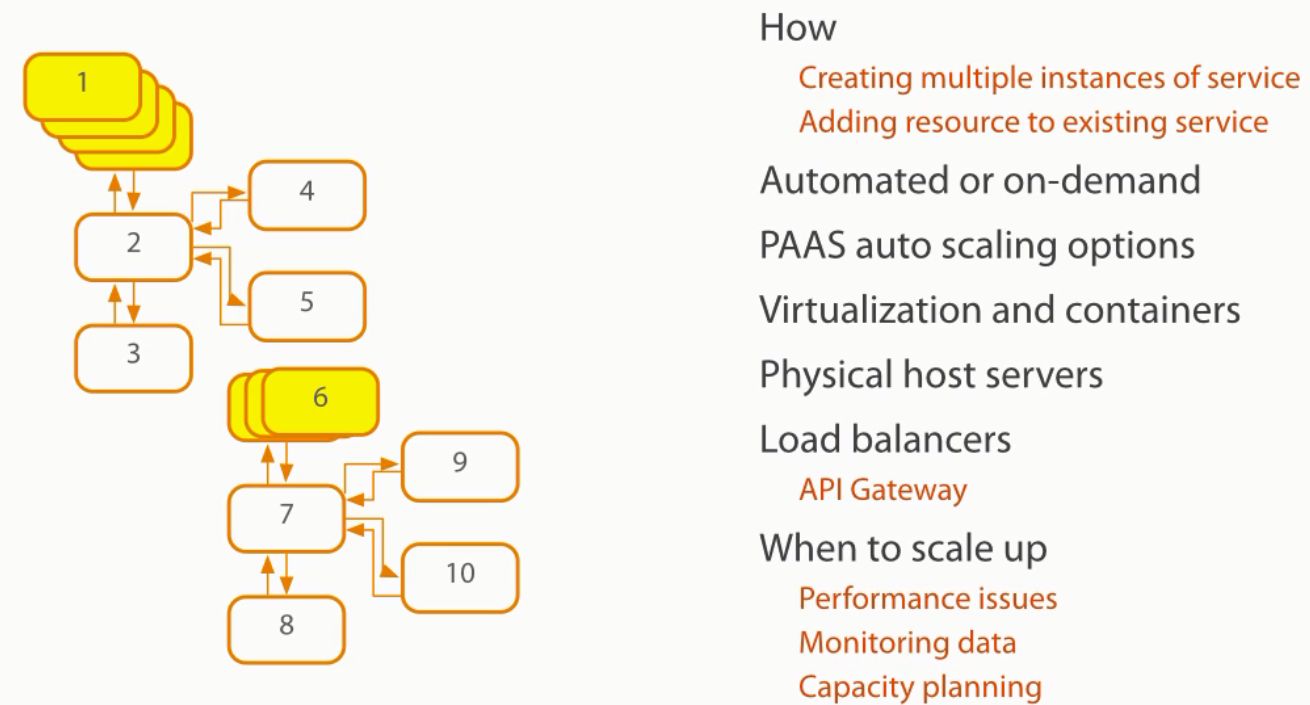 1
2
3
4
5
6
7
8
9
10
How
Creating multiple instances of service
Adding resource to existing service
Automated or on-demand
PAAS auto scaling options
Virtualization and containers
Physical host servers
Load balancers
API Gateway
When to scale up
Performance issues
Monitoring data
Capacity planning